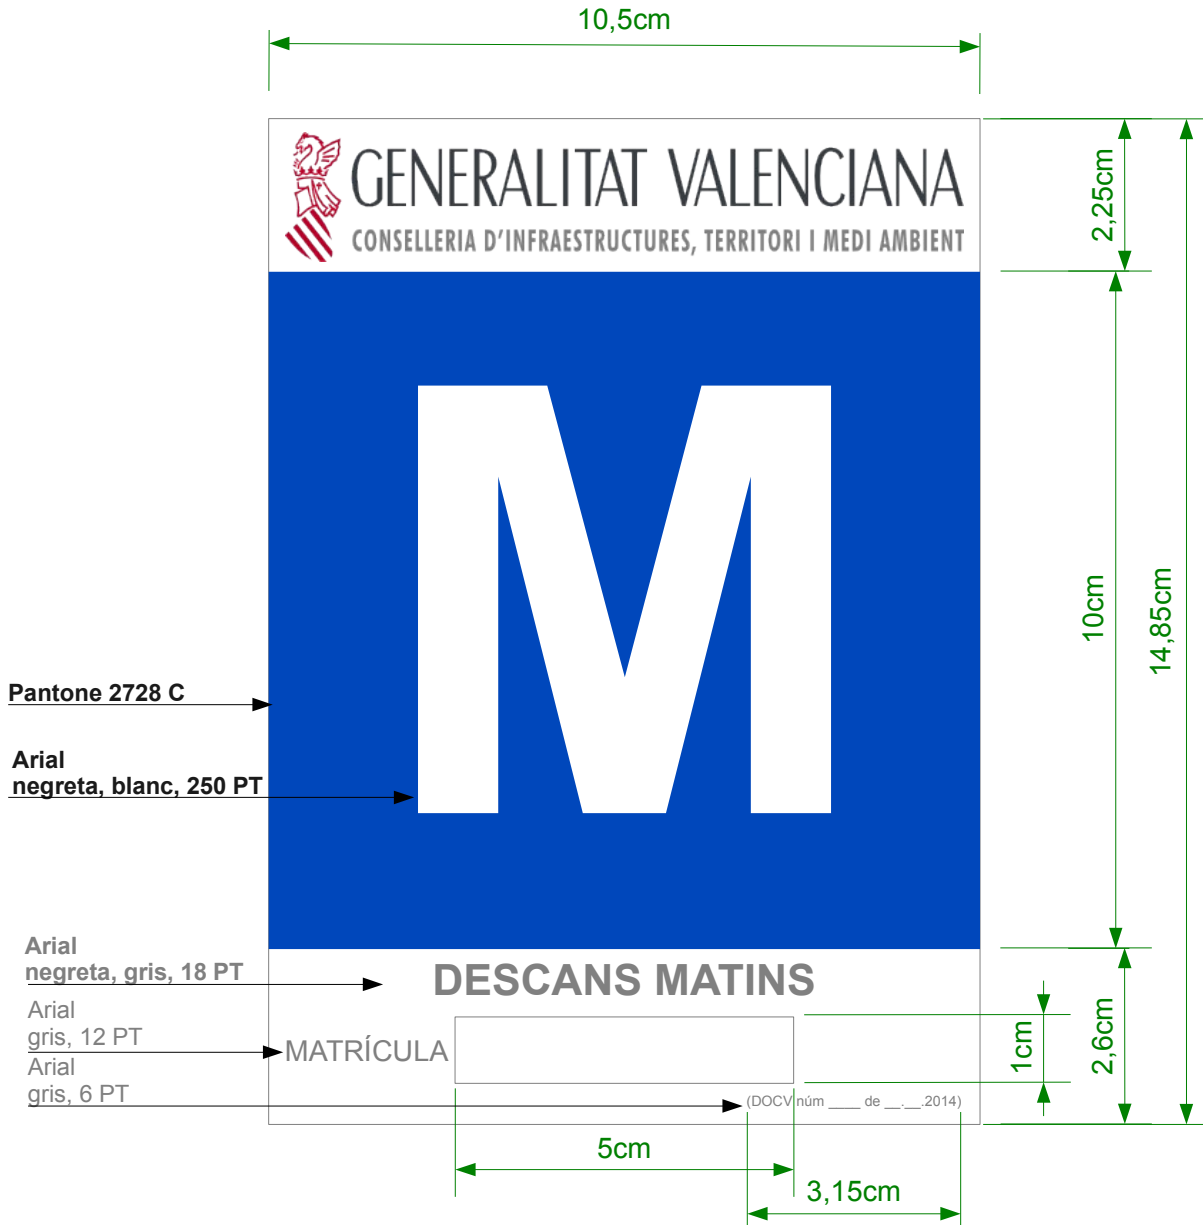 10,5cm
GENERALITAT VALENCIANA
CONSELLERIA D'INFRAESTRUCTURES, TERRITORI I MEDI AMBIENT
2,25cm
M
10cm
14,85cm
Pantone 2728 C
Arial
negreta, blanc, 250 PT
Arial
negreta, gris, 18 PT
DESCANS MATINS
Arial
gris, 12 PT
MATRÍCULA
1cm
2,6cm
Arial
gris, 6 PT
(DOCV núm ____ de __.__.2014)
5cm
3,15cm